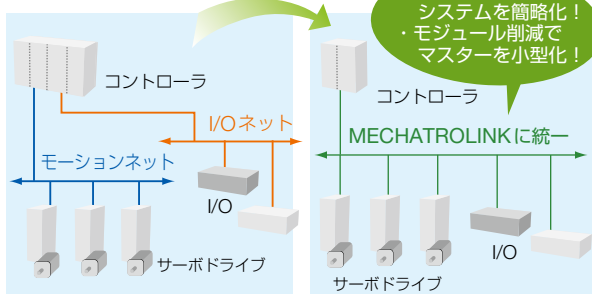 コントローラ
I/Oネット
モーションネット
I/O
サーボドライブ
システムを簡略化！
・モジュール削減で
マスターを小型化！
コントローラ
MECHATROLINKに統一
I/O
サーボドライブ